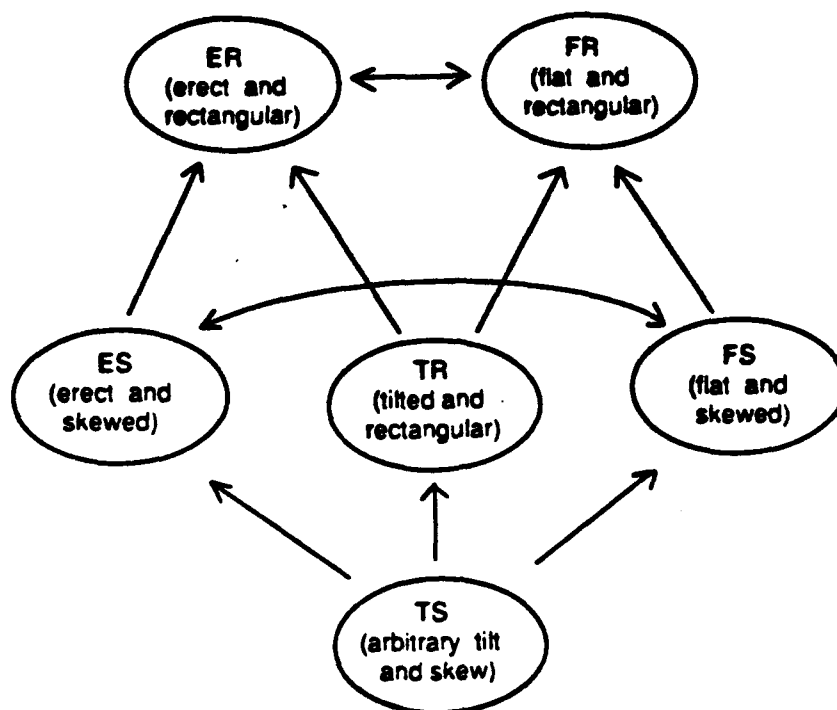 ER
(erect and
rectangular)
FR
(flat and
rectangular)
ES
(erect and
skewed)
TR
(tilted and
rectangular)
FS
(flat and
skewed)
TS
(arbitrary tilt
and skew)